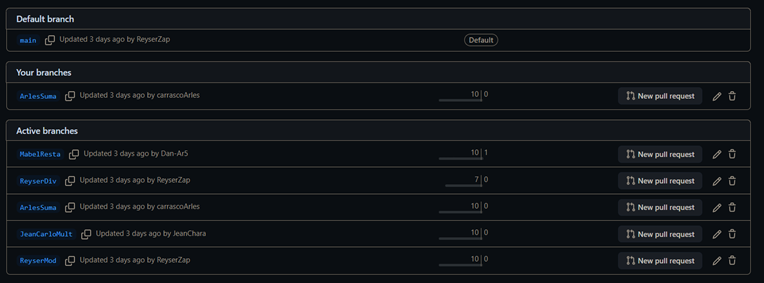 Default branch
main Updated 3 days ago by ReyserZap Default
Your branches
ArlesSuma Updated 3 days ago by carrascoArles 10 0 New pull request
Active branches
MabelResta Updated 3 days ago by Dan-Ar5 10 1 New pull request
ReyserDiv Updated 3 days ago by ReyserZap 7 0 New pull request
ArlesSuma Updated 3 days ago by carrascoArles 10 0 New pull request
JeanCarloMult Updated 3 days ago by JeanChara 10 0 New pull request
ReyserMod Updated 3 days ago by ReyserZap 10 0 New pull request